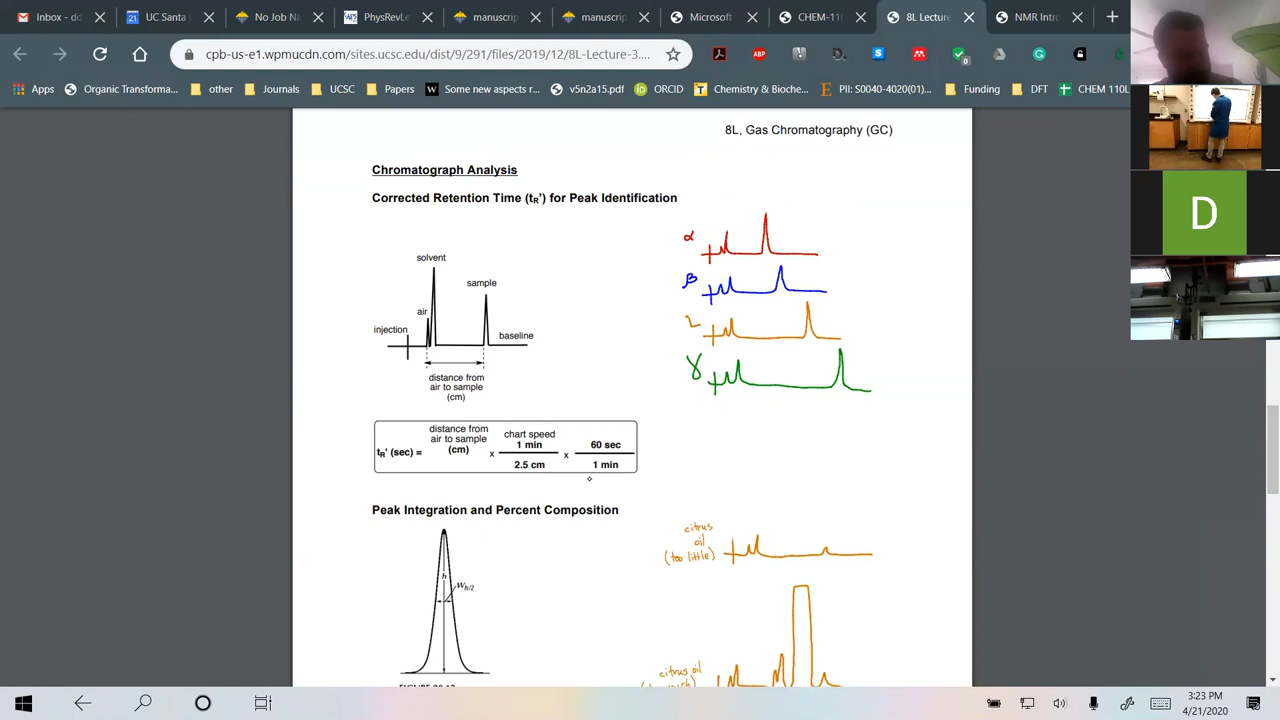 Inbox - dd
UC Santa C
No Job Na
PhysRevLe
manuscrip
manuscrip
Microsoft
CHEM-110
8L Lecture
NMR Intro
cpb-us-e1.wpmucdn.com/sites.ucsc.edu/dist/9/291/files/2019/12/8L-Lecture-3....
Apps
Organic Transforma...
other
Journals
UCSC
Papers
Some new aspects r...
v5n2a15.pdf
ORCID
Chemistry & Bioche...
PII: S0040-4020(01)...
Funding
DFT
CHEM 110L
8L, Gas Chromatography (GC)
Chromatograph Analysis
Corrected Retention Time (tR') for Peak Identification
solvent
sample
air
injection
baseline
distance from
air to sample
(cm)
α
β
L
γ
distance from
air to sample
(cm)
chart speed
1 min
60 sec
tR' (sec) =
x
x
2.5 cm
1 min
Peak Integration and Percent Composition
h
Wh/2
citrus
oil
(too little)
citrus oil
D
3:23 PM
4/21/2020